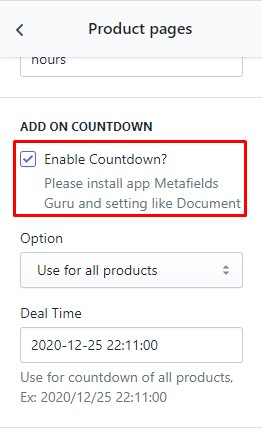 Product pages
hours
ADD ON COUNTDOWN
Enable Countdown?
Please install app Metafields
Guru and setting like Document
Option
Use for all products
Deal Time
2020-12-25 22:11:00
Use for countdown of all products,
Ex: 2020/12/25 22:11:00